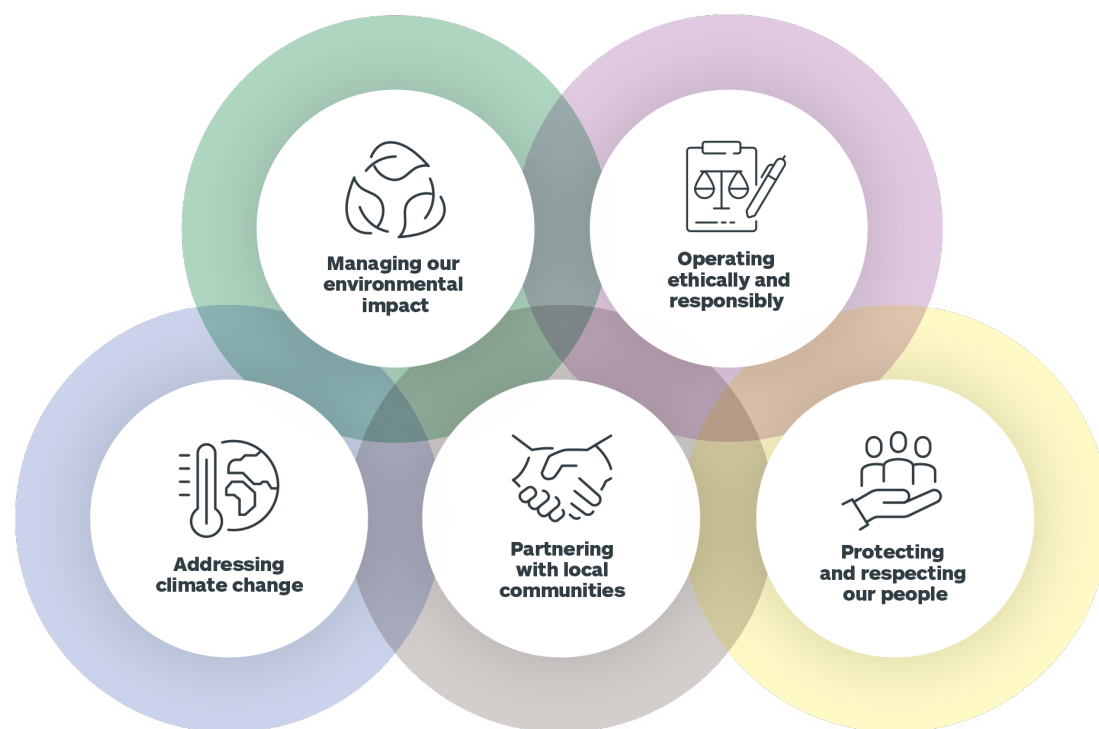 Managing our
environmental
impact
Operating
ethically and
responsibly
Addressing
climate change
Partnering
with local
communities
Protecting
and respecting
our people